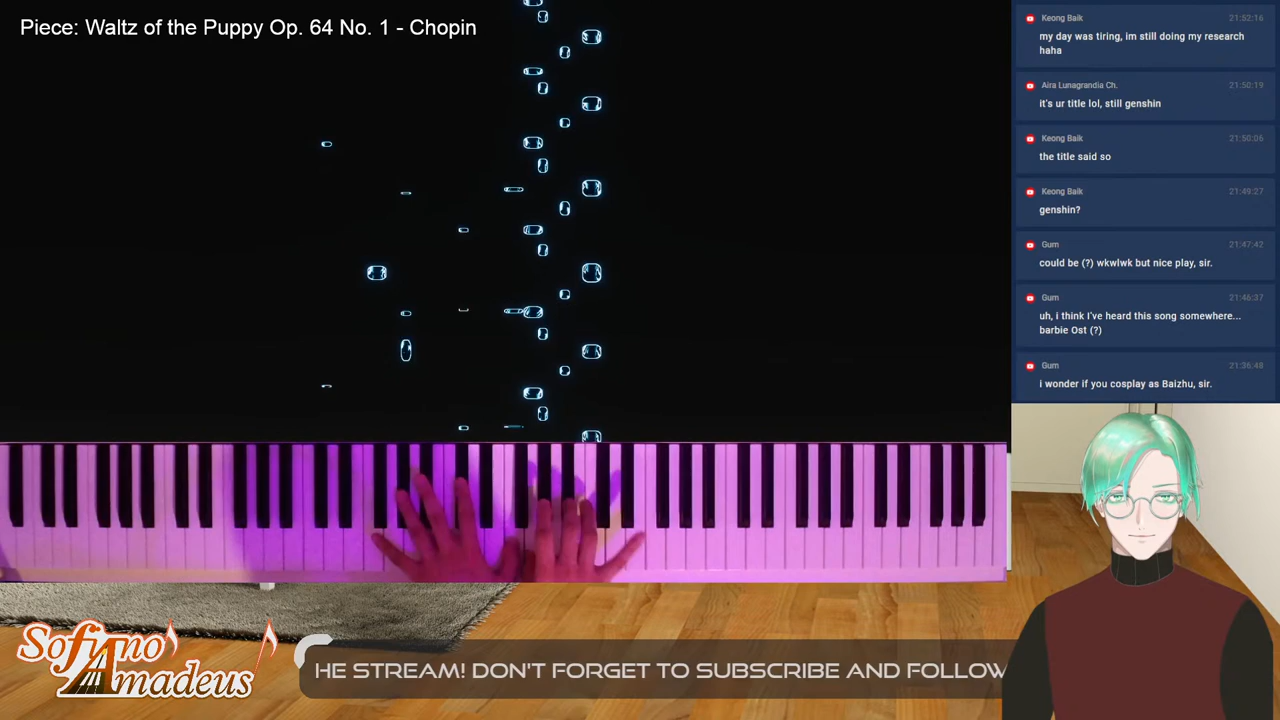 Piece: Waltz of the Puppy Op. 64 No. 1 - Chopin
Keong Baik 21:52:16
my day was tiring, im still doing my research
haha
Aira Lunagrandia Ch. 21:50:19
it's ur title lol, still genshin
Keong Baik 21:50:06
the title said so
Keong Baik 21:49:27
genshin?
Gum 21:47:42
could be (?) wkwlwk but nice play, sir.
Gum 21:46:37
uh, i think I've heard this song somewhere...
barbie Ost (?)
Gum 21:36:48
i wonder if you cosplay as Baizhu, sir.
Sofiano
Amadeus
HE STREAM! DON'T FORGET TO SUBSCRIBE AND FOLLOW